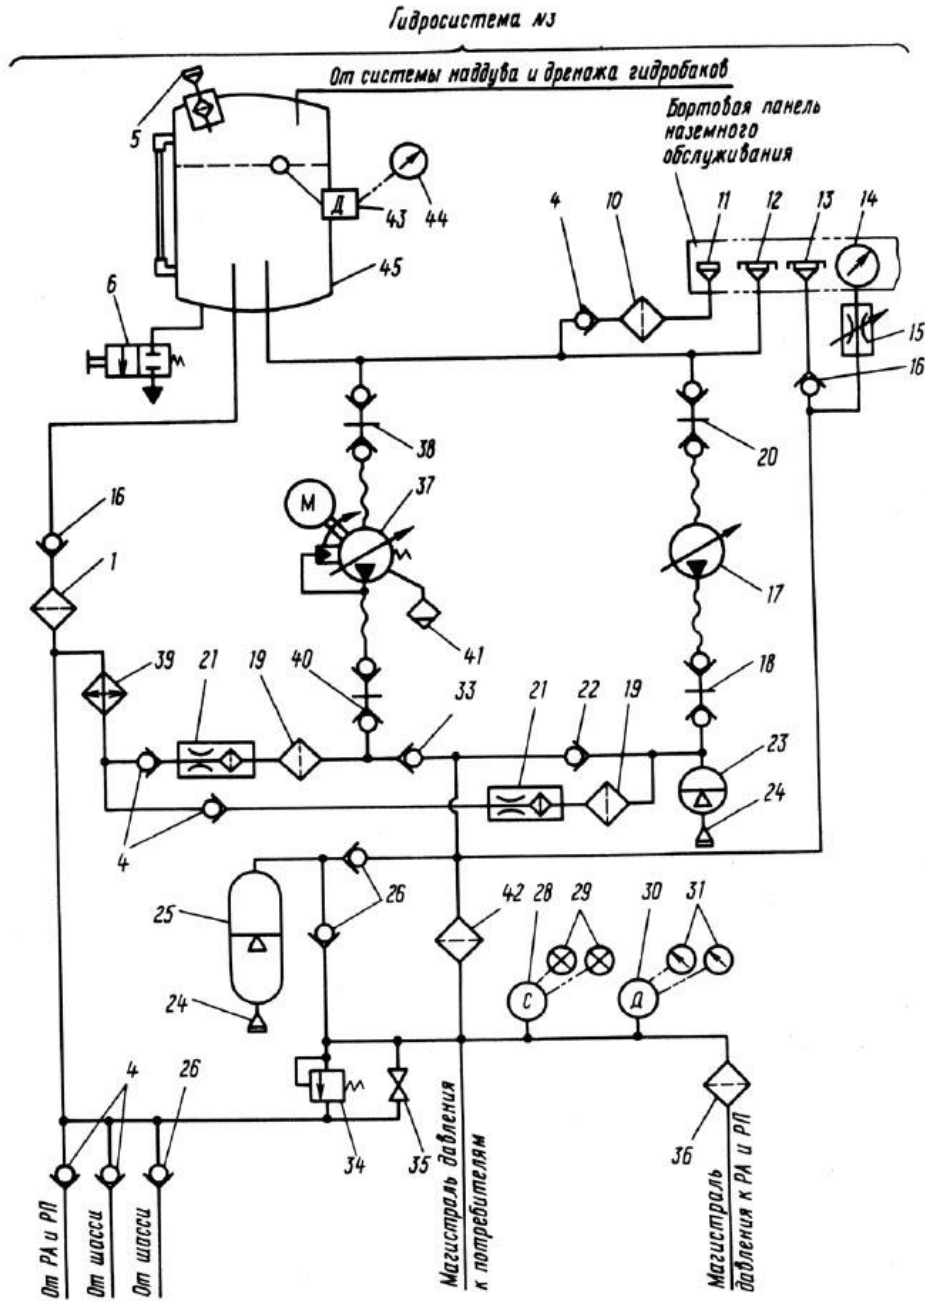 Гидросистема №3
От системы наддува и дренажа гидробаков
5
Бортовая панель
наземного
обслуживания
Д
43
44
4
10
11
12
13
14
45
6
15
16
38
20
16
М
37
1
17
39
21
19
40
41
33
22
21
19
18
23
24
4
26
25
42
28
29
30
31
С
Д
24
4
26
34
35
36
От РА и РП
От шасси
От шасси
Магистраль давления
к потребителям
Магистраль
давления к РА и РП